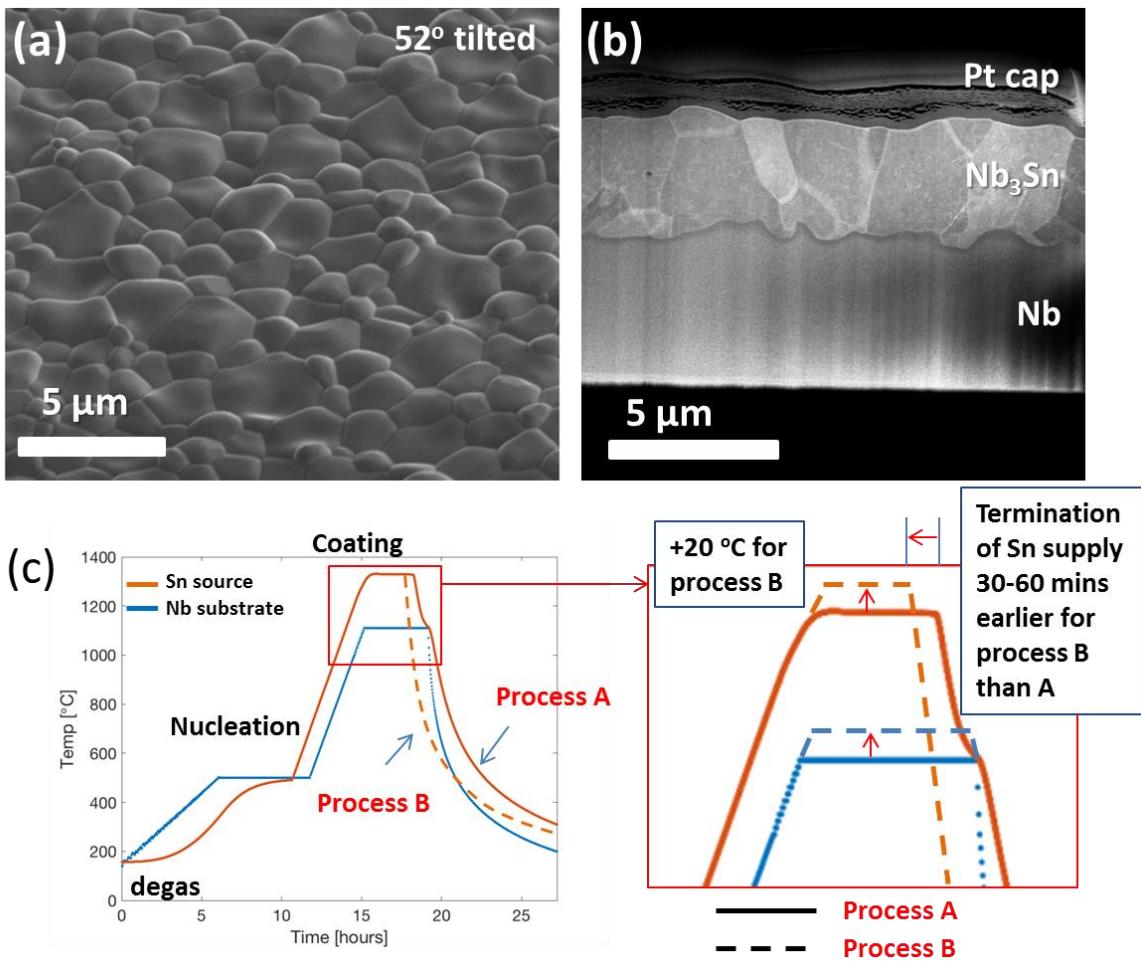 (a)
52° tilted
5 μm
(b)
Pt cap
Nb₃Sn
Nb
5 μm
(c)
Coating
1400
1200
1000
800
600
400
200
0
Temp [°C]
Sn source
Nb substrate
Nucleation
Process A
Process B
degas
0
5
10
15
20
25
Time [hours]
+20 °C for
process B
Termination
of Sn supply
30-60 mins
earlier for
process B
than A
Process A
Process B